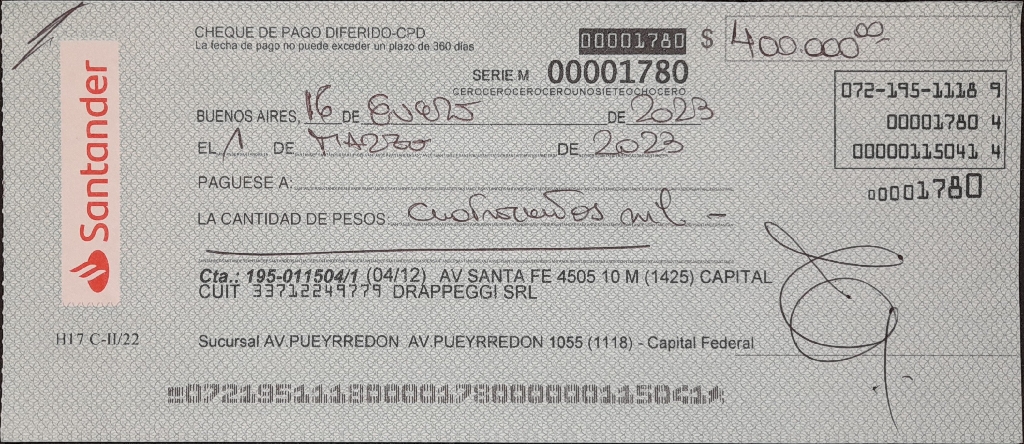 CHEQUE DE PAGO DIFERIDO-CPD
La fecha de pago no puede exceder un plazo de 360 días
00001780 $ 400.000 00
SERIE M 00001780
CEROCEROCEROCEROUNOSIETEOCHOCERO
072-195-1118 9
00001780 4
00000115041 4
00001780
BUENOS AIRES, 16 DE Enero DE 2023
EL 1 DE MARZO DE 2023
PAGUESE A:
LA CANTIDAD DE PESOS cuatrocientos mil —
Santander
Cta.: 195-011504/1 (04/12) AV SANTA FE 4505 10 M (1425) CAPITAL
CUIT 33712249779 DRAPPEGGI SRL
H17 C-II/22
Sucursal AV.PUEYRREDON AV.PUEYRREDON 1055 (1118) - Capital Federal